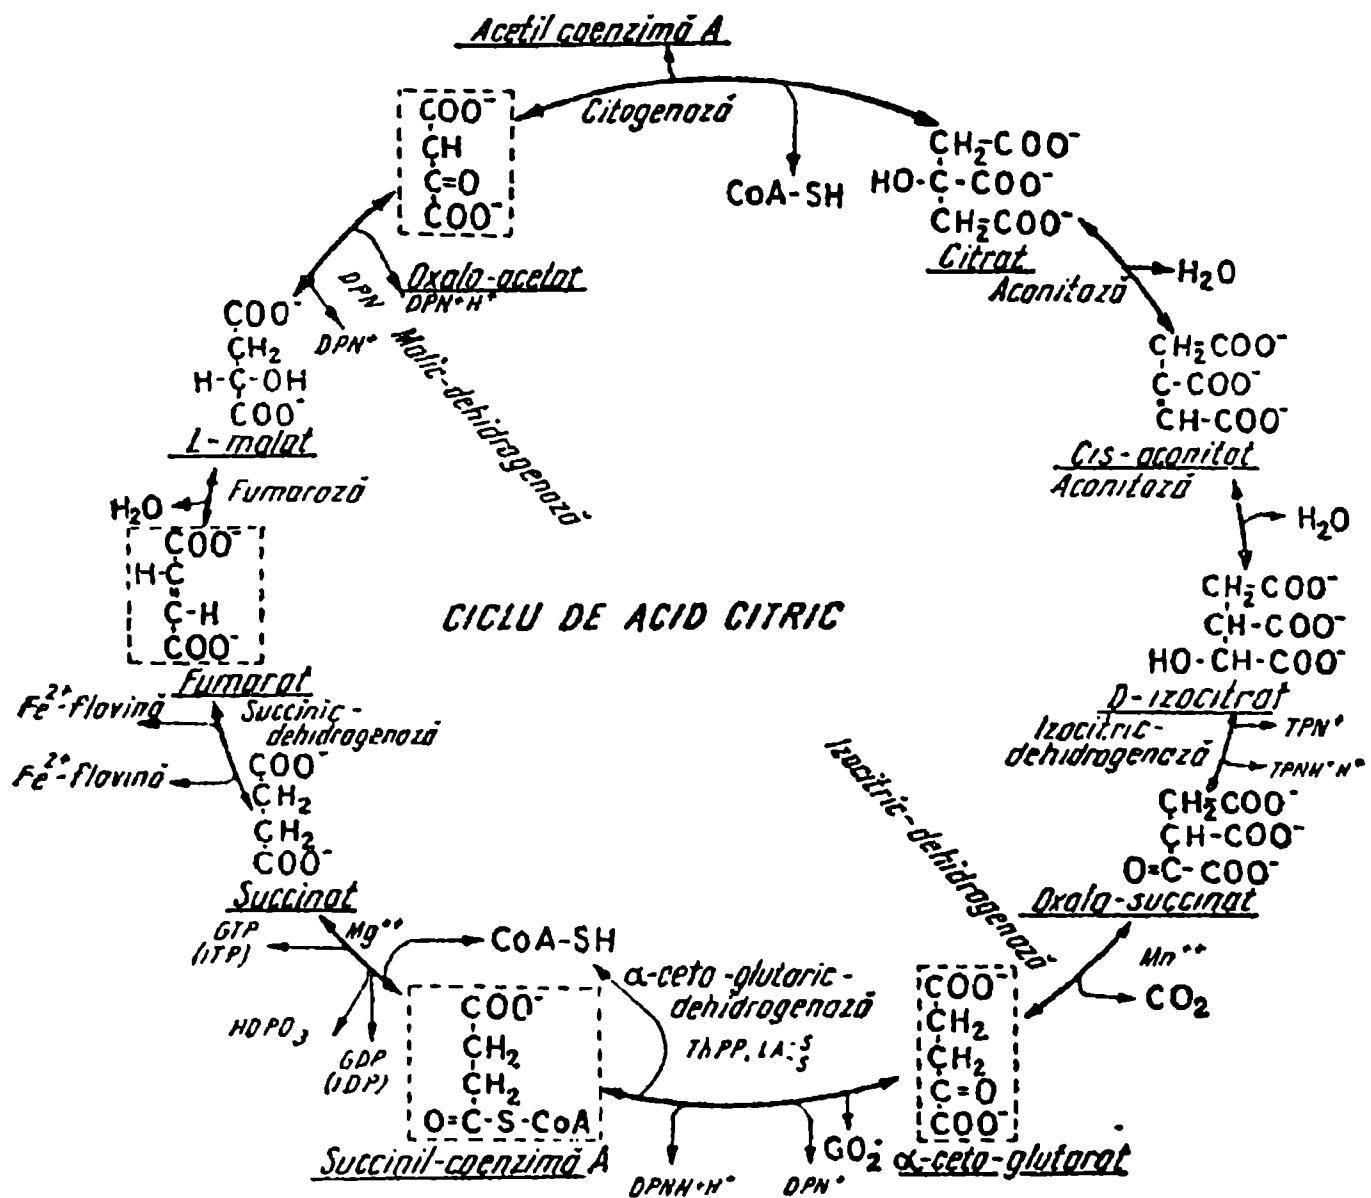 Acetil coenzimă A
COO⁻
CH
C=O
COO⁻
Citogenază
CoA-SH
CH₂-COO⁻
HO-C-COO⁻
CH₂COO⁻
Citrat
Aconitază
H₂O
Oxalo-acetat
DPN
DPN+H⁺
DPN⁺
Malic-dehidrogenază
COO⁻
CH₂
H-C-OH
COO⁻
L-malat
CH₂COO⁻
C-COO⁻
CH-COO⁻
Cis-aconitat
Aconitază
H₂O
Fumarază
H₂O
COO⁻
H-C
C-H
COO⁻
Fumarat
CICLU DE ACID CITRIC
CH₂COO⁻
CH-COO⁻
HO-CH-COO⁻
D-izocitrat
Izocitric-
dehidrogenază
TPN⁺
TPNH⁺H⁺
Fe²⁺-flavină
Succinic-
dehidrogenază
Fe²⁺-flavină
COO⁻
CH₂
CH₂
COO⁻
Succinat
Izocitric-dehidrogenază
CH₂COO⁻
CH-COO⁻
O=C-COO⁻
Oxalo-succinat
Mn⁺⁺
CO₂
GTP
(ITP)
Mg⁺⁺
CoA-SH
HOPO₃
GDP
(IDP)
α-ceto-glutaric-
dehidrogenază
ThPP, LA-S
S
COO⁻
CH₂
CH₂
C=O
COO⁻
α-ceto-glutarat
COO⁻
CH₂
CH₂
O=C-S-CoA
Succinil-coenzimă A
DPNH+H⁺
DPN⁺
GO₂